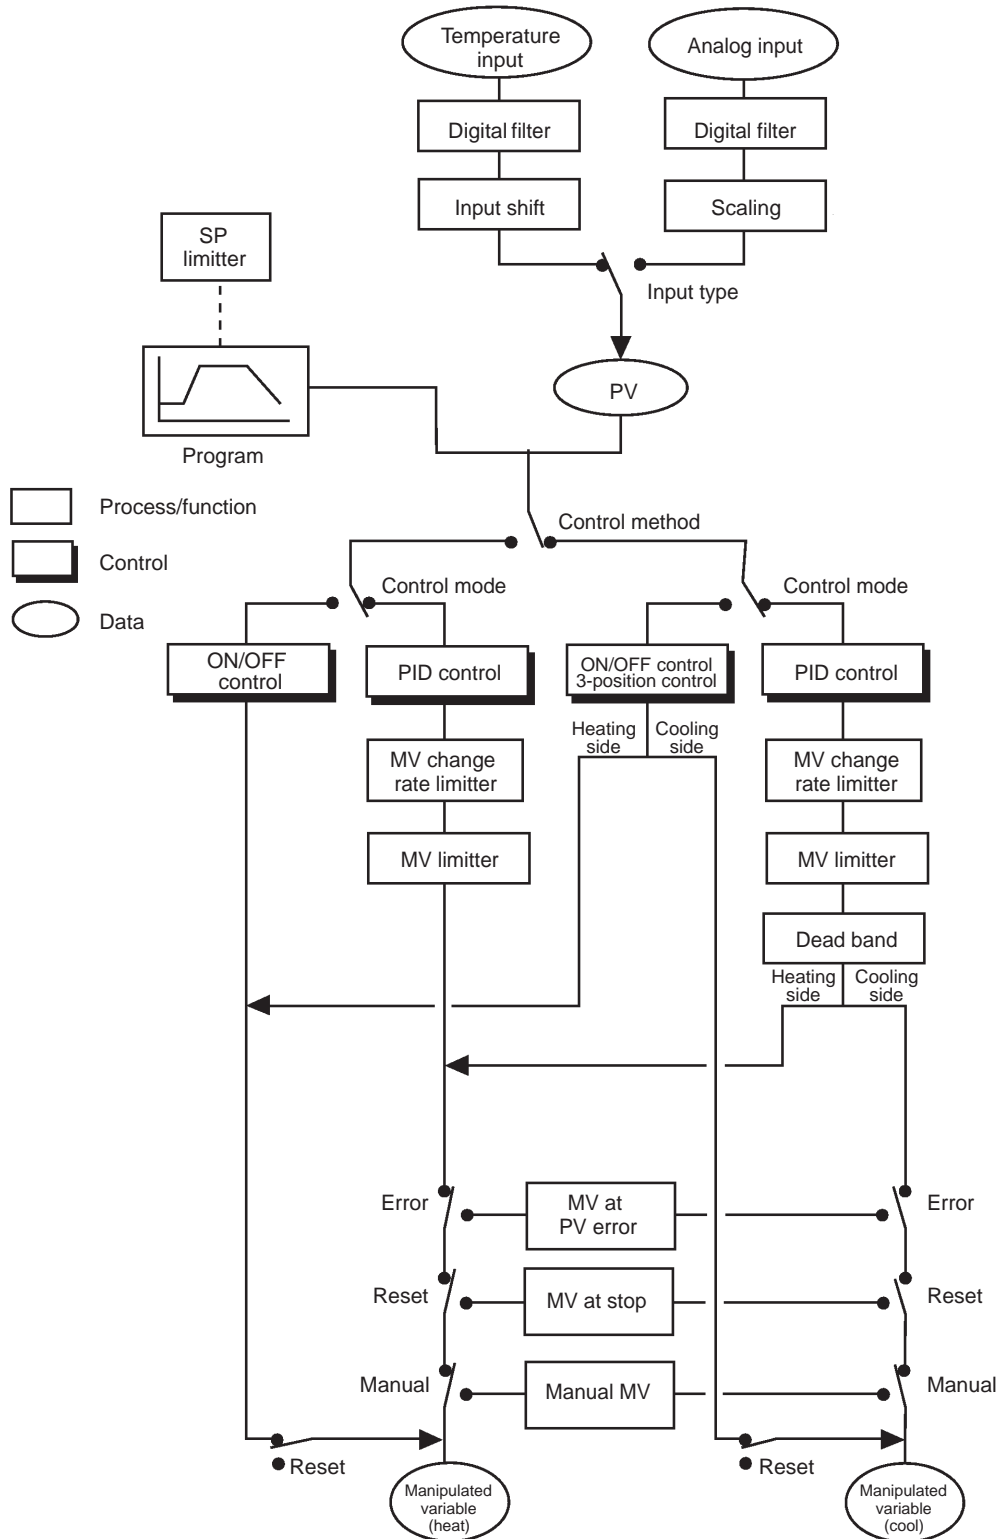 Temperature
input
Analog input
Digital filter
Digital filter
Input shift
Scaling
SP
limitter
Input type
PV
Program
Process/function
Control method
Control
Control mode
Control mode
Data
ON/OFF
control
PID control
ON/OFF control
3-position control
PID control
Heating
side
Cooling
side
MV change
rate limitter
MV change
rate limitter
MV limitter
MV limitter
Dead band
Heating
side
Cooling
side
Error
MV at
PV error
Error
Reset
MV at stop
Reset
Manual
Manual MV
Manual
Reset
Reset
Manipulated
variable
(heat)
Manipulated
variable
(cool)